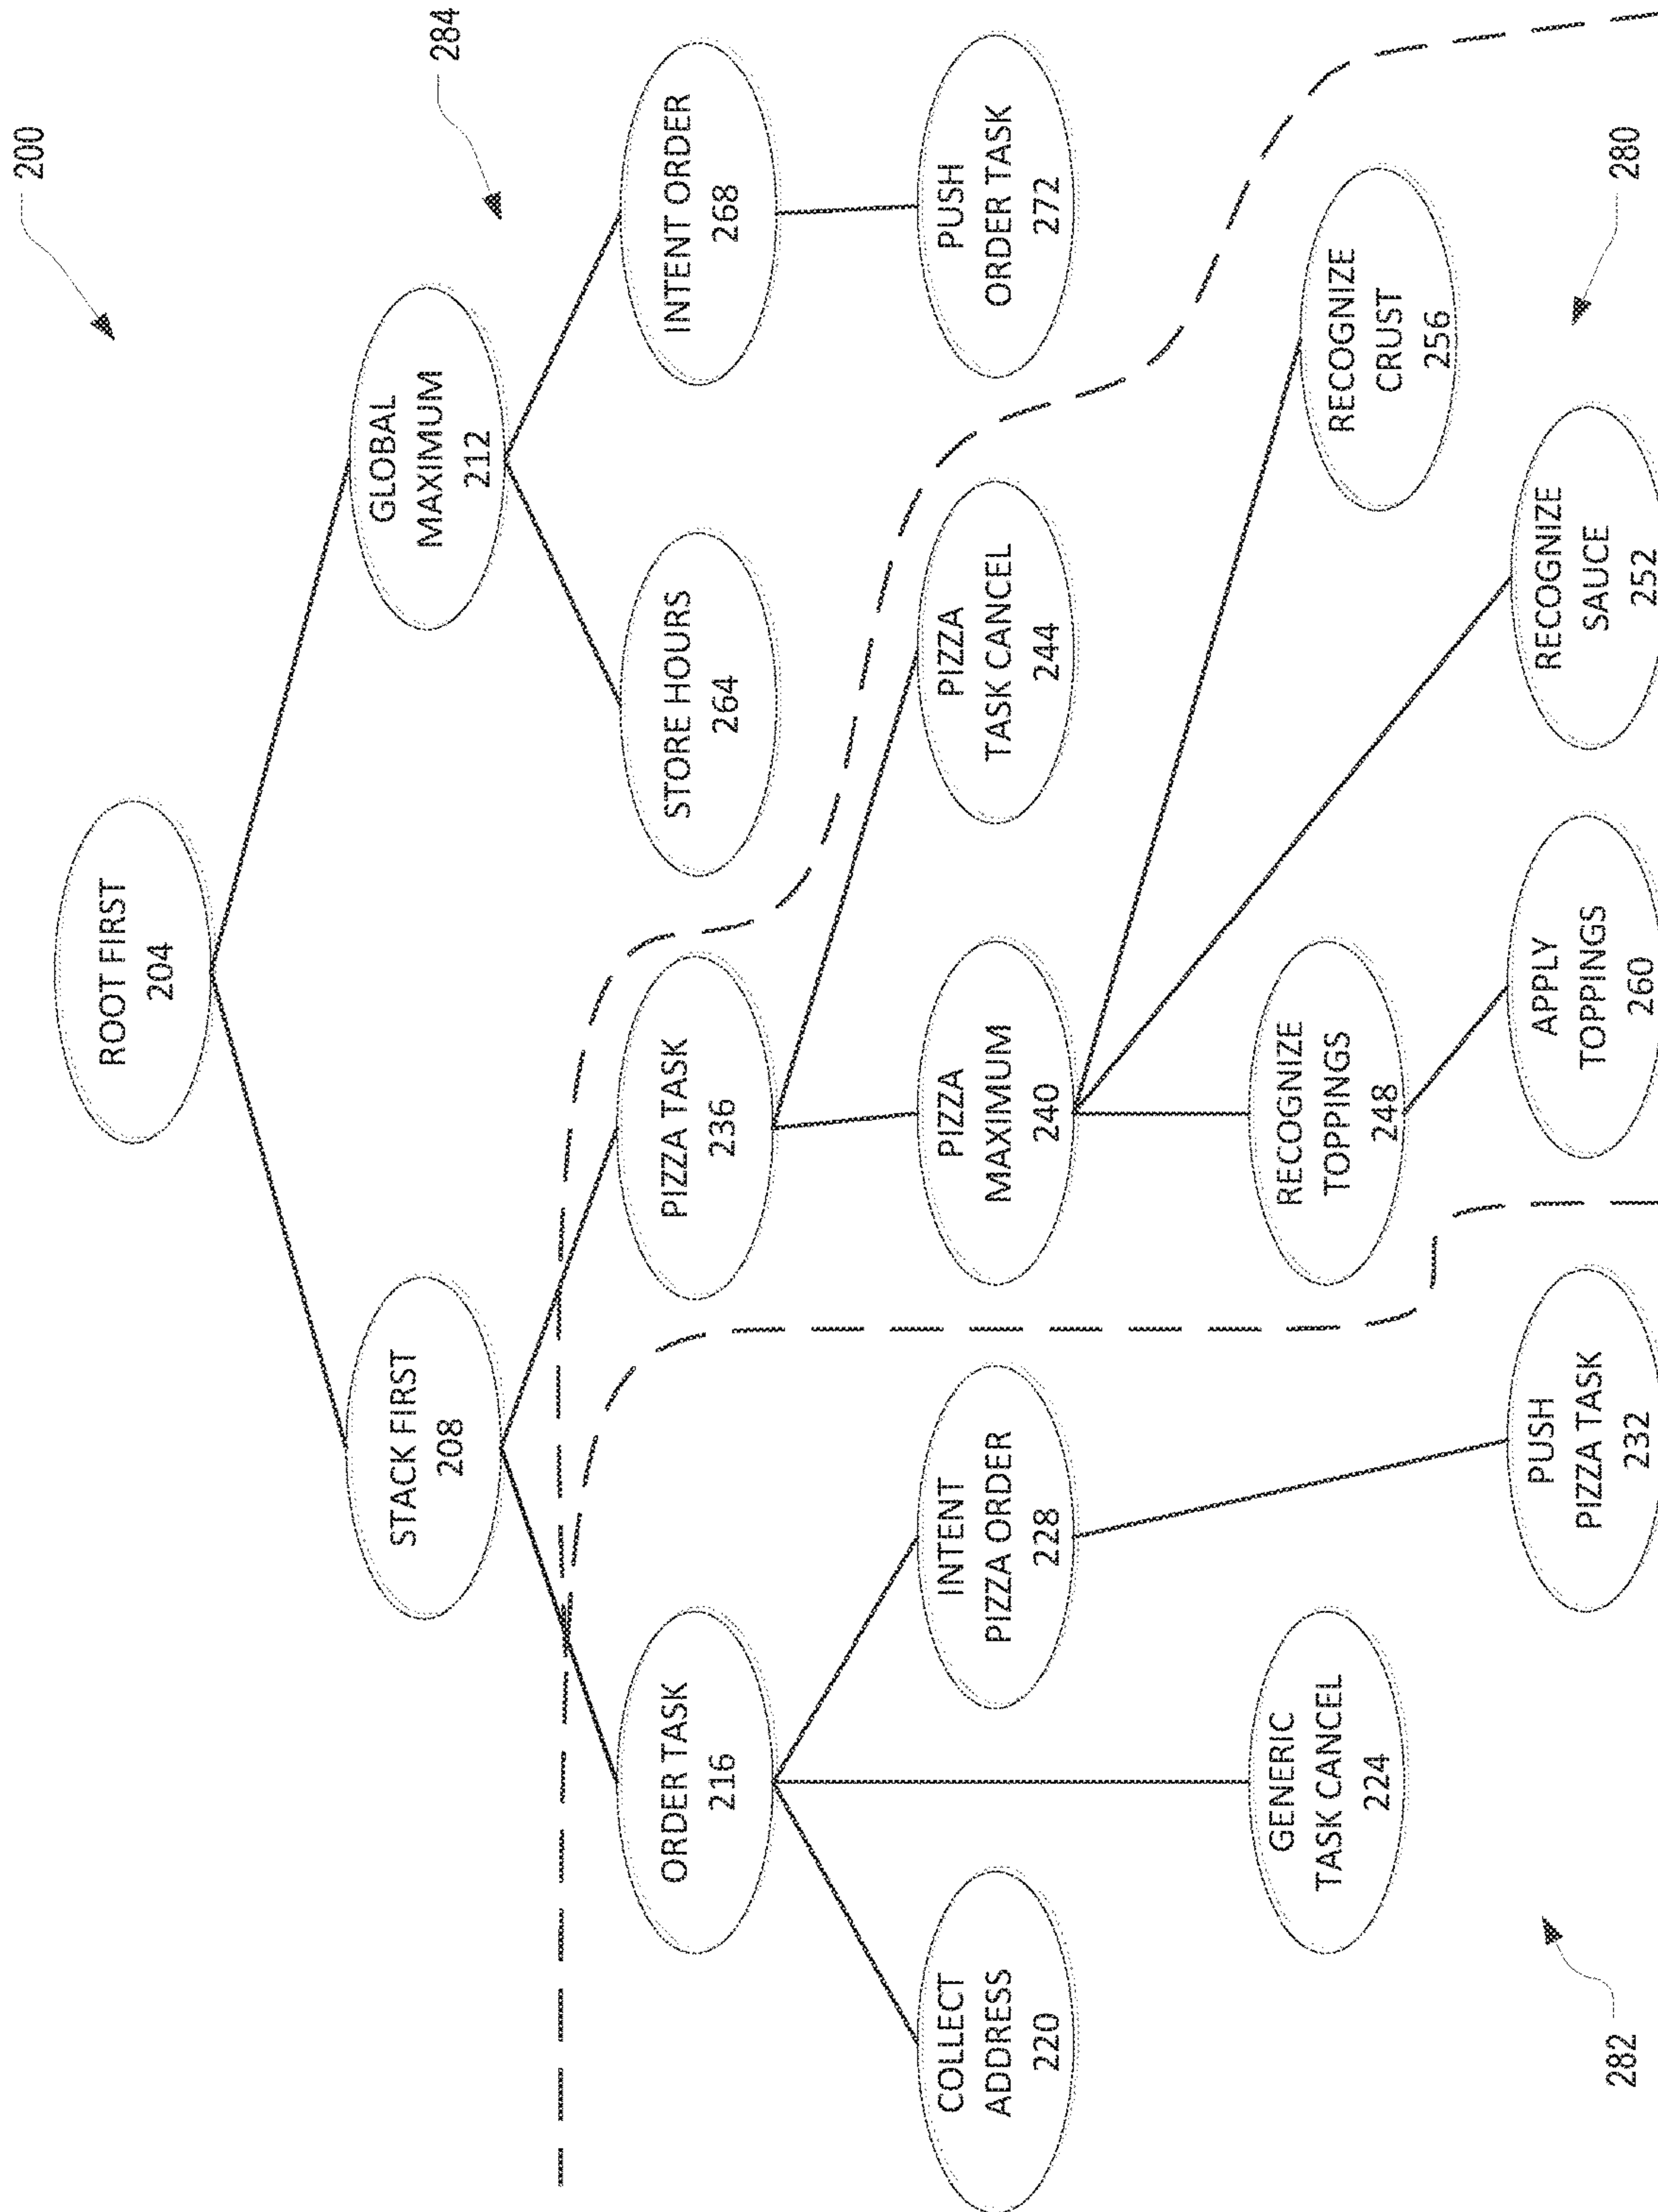 200
284
ROOT FIRST
204
STACK FIRST
208
GLOBAL
MAXIMUM
212
ORDER TASK
216
PIZZA TASK
236
STORE HOURS
264
INTENT ORDER
268
COLLECT
ADDRESS
220
INTENT
PIZZA ORDER
228
PIZZA
MAXIMUM
240
PIZZA
TASK CANCEL
244
PUSH
ORDER TASK
272
GENERIC
TASK CANCEL
224
RECOGNIZE
TOPPINGS
248
RECOGNIZE
CRUST
256
PUSH
PIZZA TASK
232
APPLY
TOPPINGS
260
RECOGNIZE
SAUCE
252
282
280